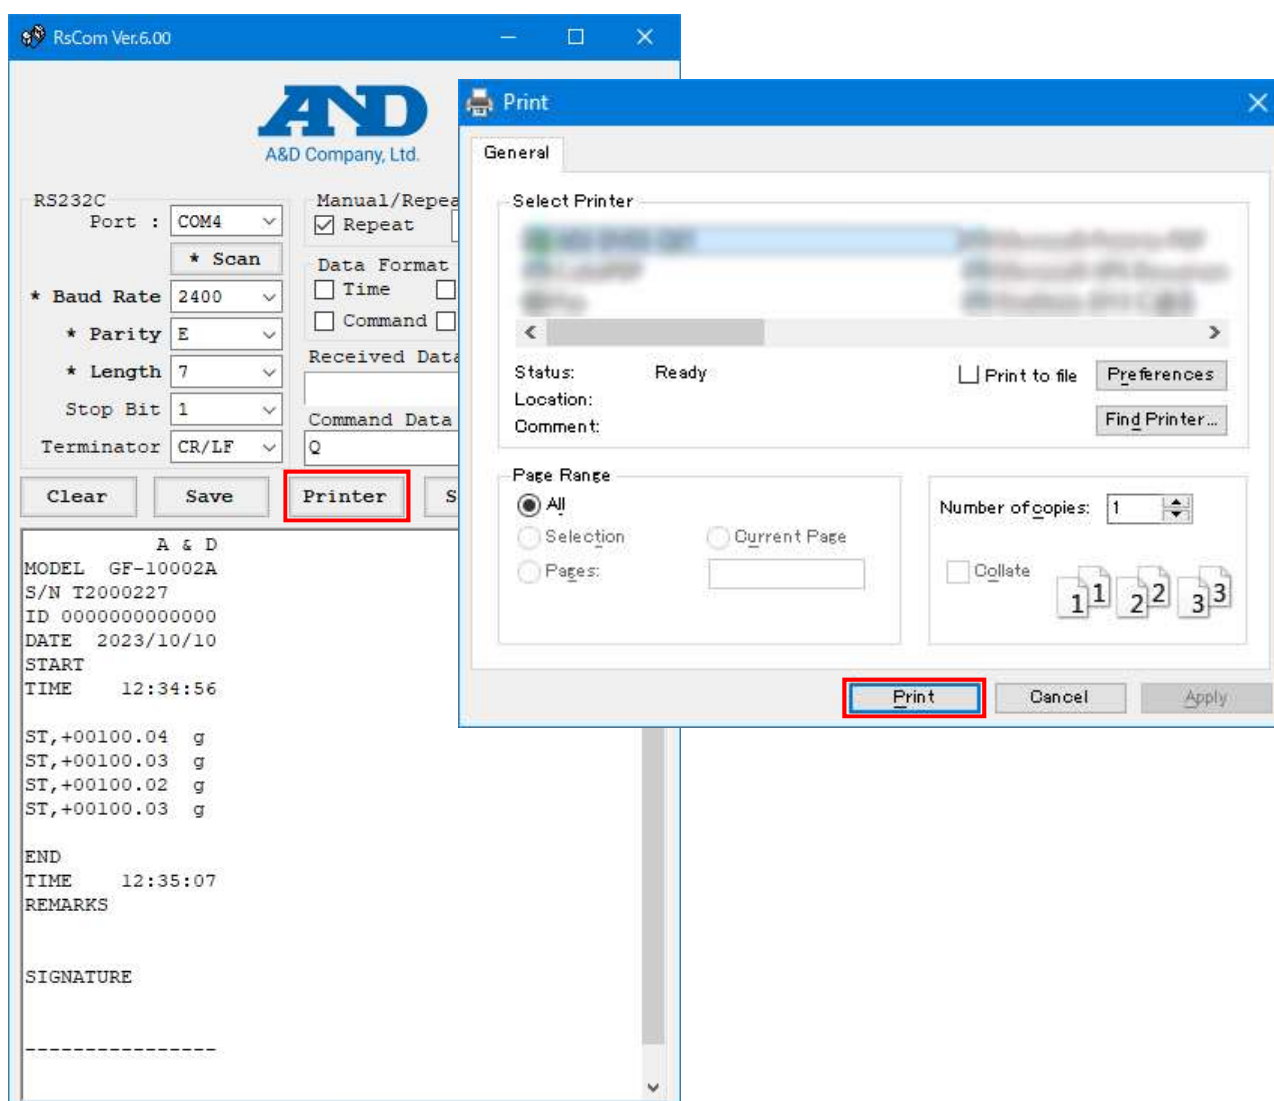 RsCom Ver.6.00
AND
A&D Company, Ltd.
RS232C
Port : COM4
* Scan
* Baud Rate 2400
* Parity E
* Length 7
Stop Bit 1
Terminator CR/LF
Manual/Repea
Repeat
Data Format
Time
Command
Received Data
Command Data
Q
Clear Save Printer S
A & D
MODEL GF-10002A
S/N T2000227
ID 0000000000000
DATE 2023/10/10
START
TIME 12:34:56
ST,+00100.04 g
ST,+00100.03 g
ST,+00100.02 g
ST,+00100.03 g
END
TIME 12:35:07
REMARKS
SIGNATURE
----------------
Print
General
Select Printer
Status: Ready
Location:
Comment:
Print to file
Preferences
Find Printer...
Page Range
All
Selection Current Page
Pages:
Number of copies: 1
Collate
1 1 2 2 3 3
Print Cancel Apply